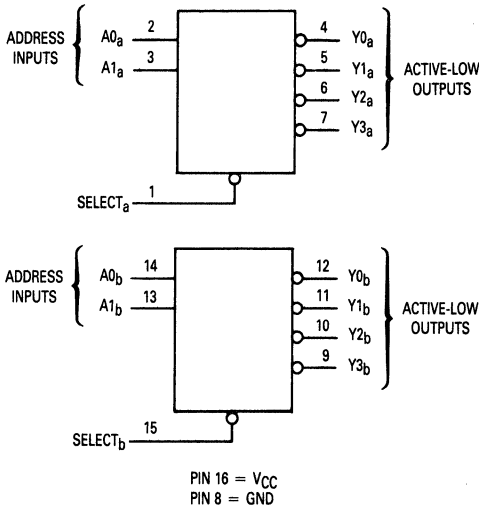 ADDRESS
INPUTS
A0a 2
A1a 3
4 Y0a
5 Y1a
6 Y2a
7 Y3a
ACTIVE-LOW
OUTPUTS
SELECTa 1
ADDRESS
INPUTS
A0b 14
A1b 13
12 Y0b
11 Y1b
10 Y2b
9 Y3b
ACTIVE-LOW
OUTPUTS
SELECTb 15
PIN 16 = VCC
PIN 8 = GND